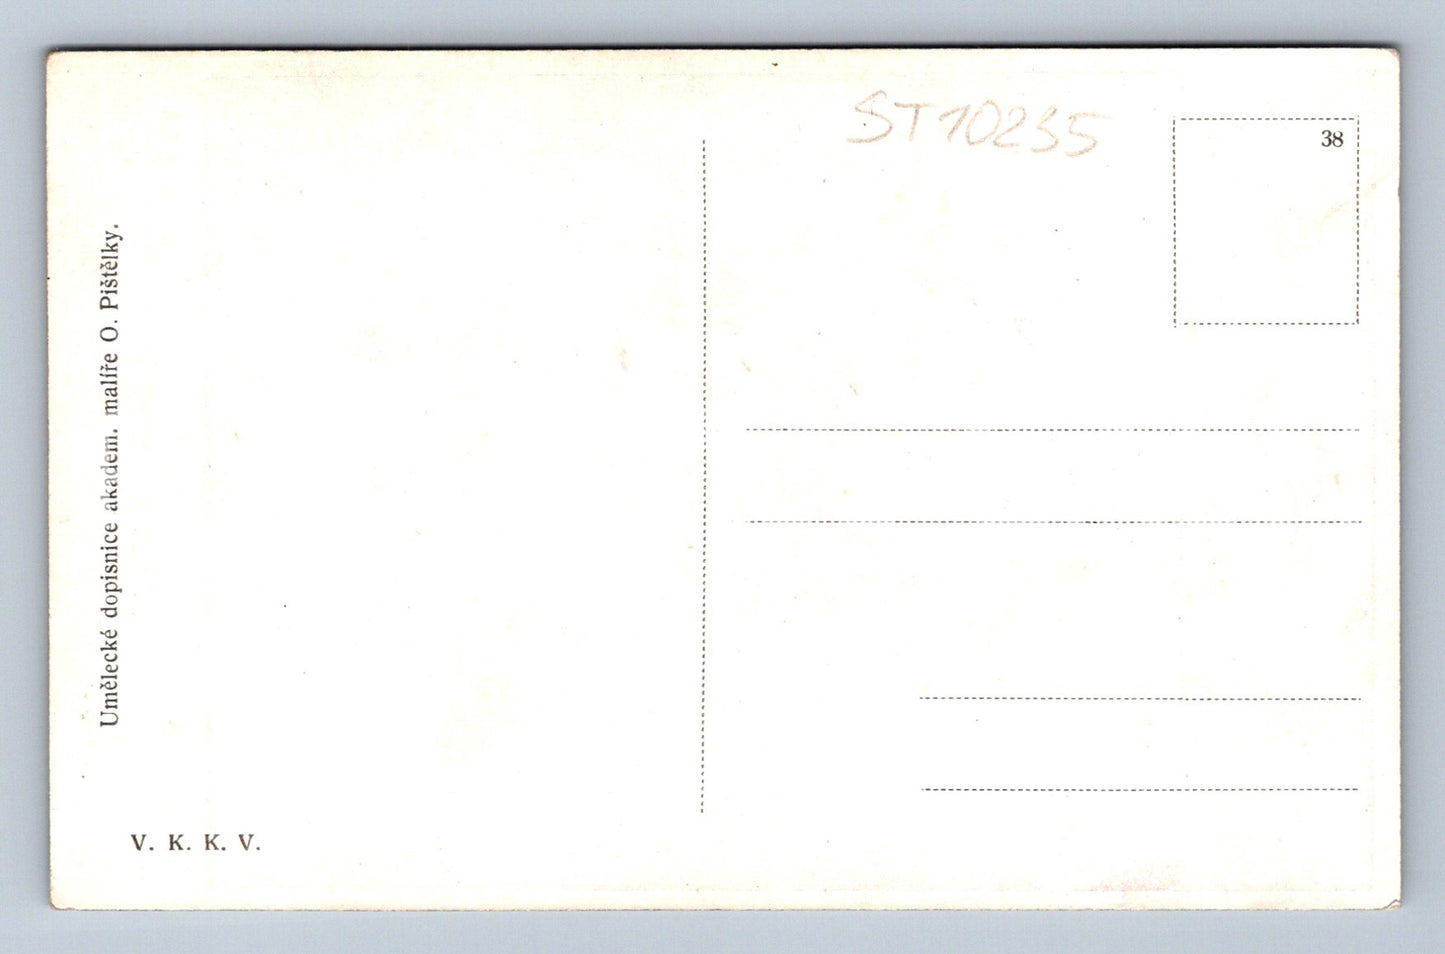 Umělecké dopisnice akadem. malíře O. Pištělky.
V. K. K. V.
ST10235
38